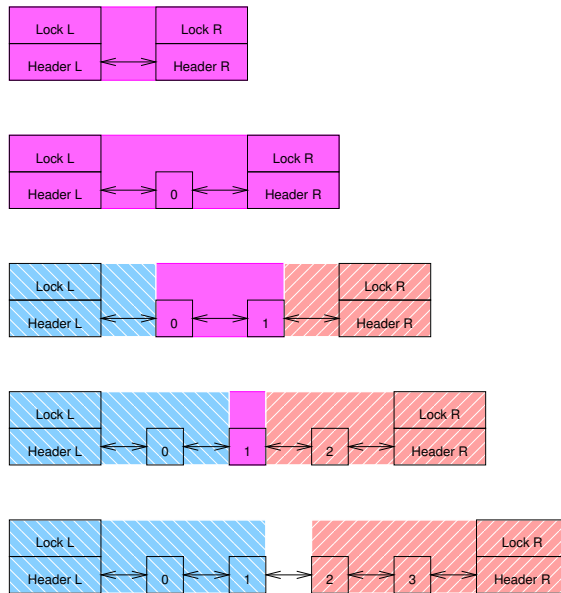 Lock L Lock R
Header L Header R
Lock L Lock R
Header L 0 Header R
Lock L Lock R
Header L 0 1 Header R
Lock L Lock R
Header L 0 1 2 Header R
Lock L Lock R
Header L 0 1 2 3 Header R